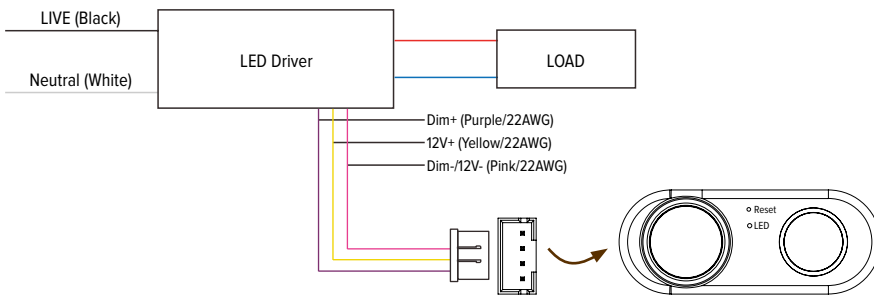 LIVE (Black)
LED Driver
LOAD
Neutral (White)
Dim+ (Purple/22AWG)
12V+ (Yellow/22AWG)
Dim-/12V- (Pink/22AWG)
Reset
LED